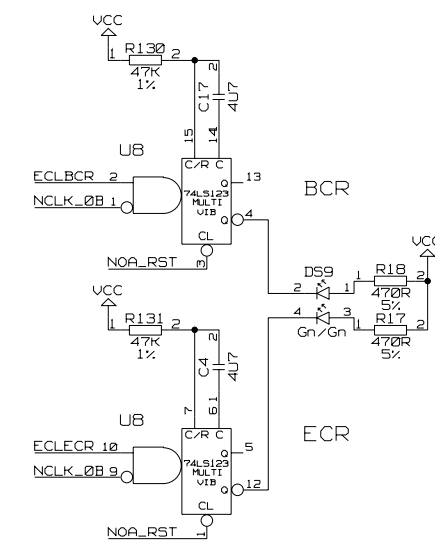 VCC
1 R130 2
47K
1%
C17
4U7
2
15
14 1
U8
C/R C
ECLBCR 2
NCLK_0B 1
Q 13
74LS123
MULTI
VIB
Q 4
CL
3
NOA_RST
BCR
VCC
DS9
2 1
1 R18 2
470R
5%
4 3
Gn/Gn
1 R17 2
470R
5%
VCC
1 R131 2
47K
1%
C4
4U7
2
7
6 1
U8
C/R C
ECLECR 10
NCLK_0B 9
Q 5
74LS123
MULTI
VIB
Q 12
CL
1
NOA_RST
ECR